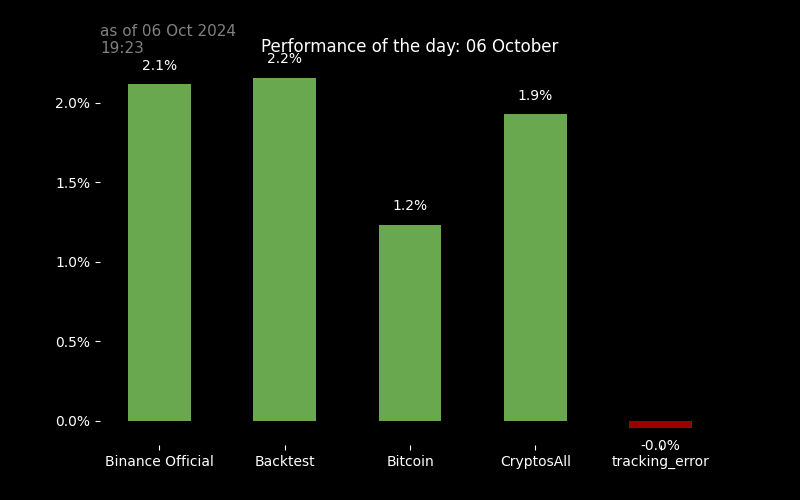 as of 06 Oct 2024
19:23
Performance of the day: 06 October
2.1%
2.2%
1.2%
1.9%
-0.0%
2.0%
1.5%
1.0%
0.5%
0.0%
Binance Official
Backtest
Bitcoin
CryptosAll
tracking_error